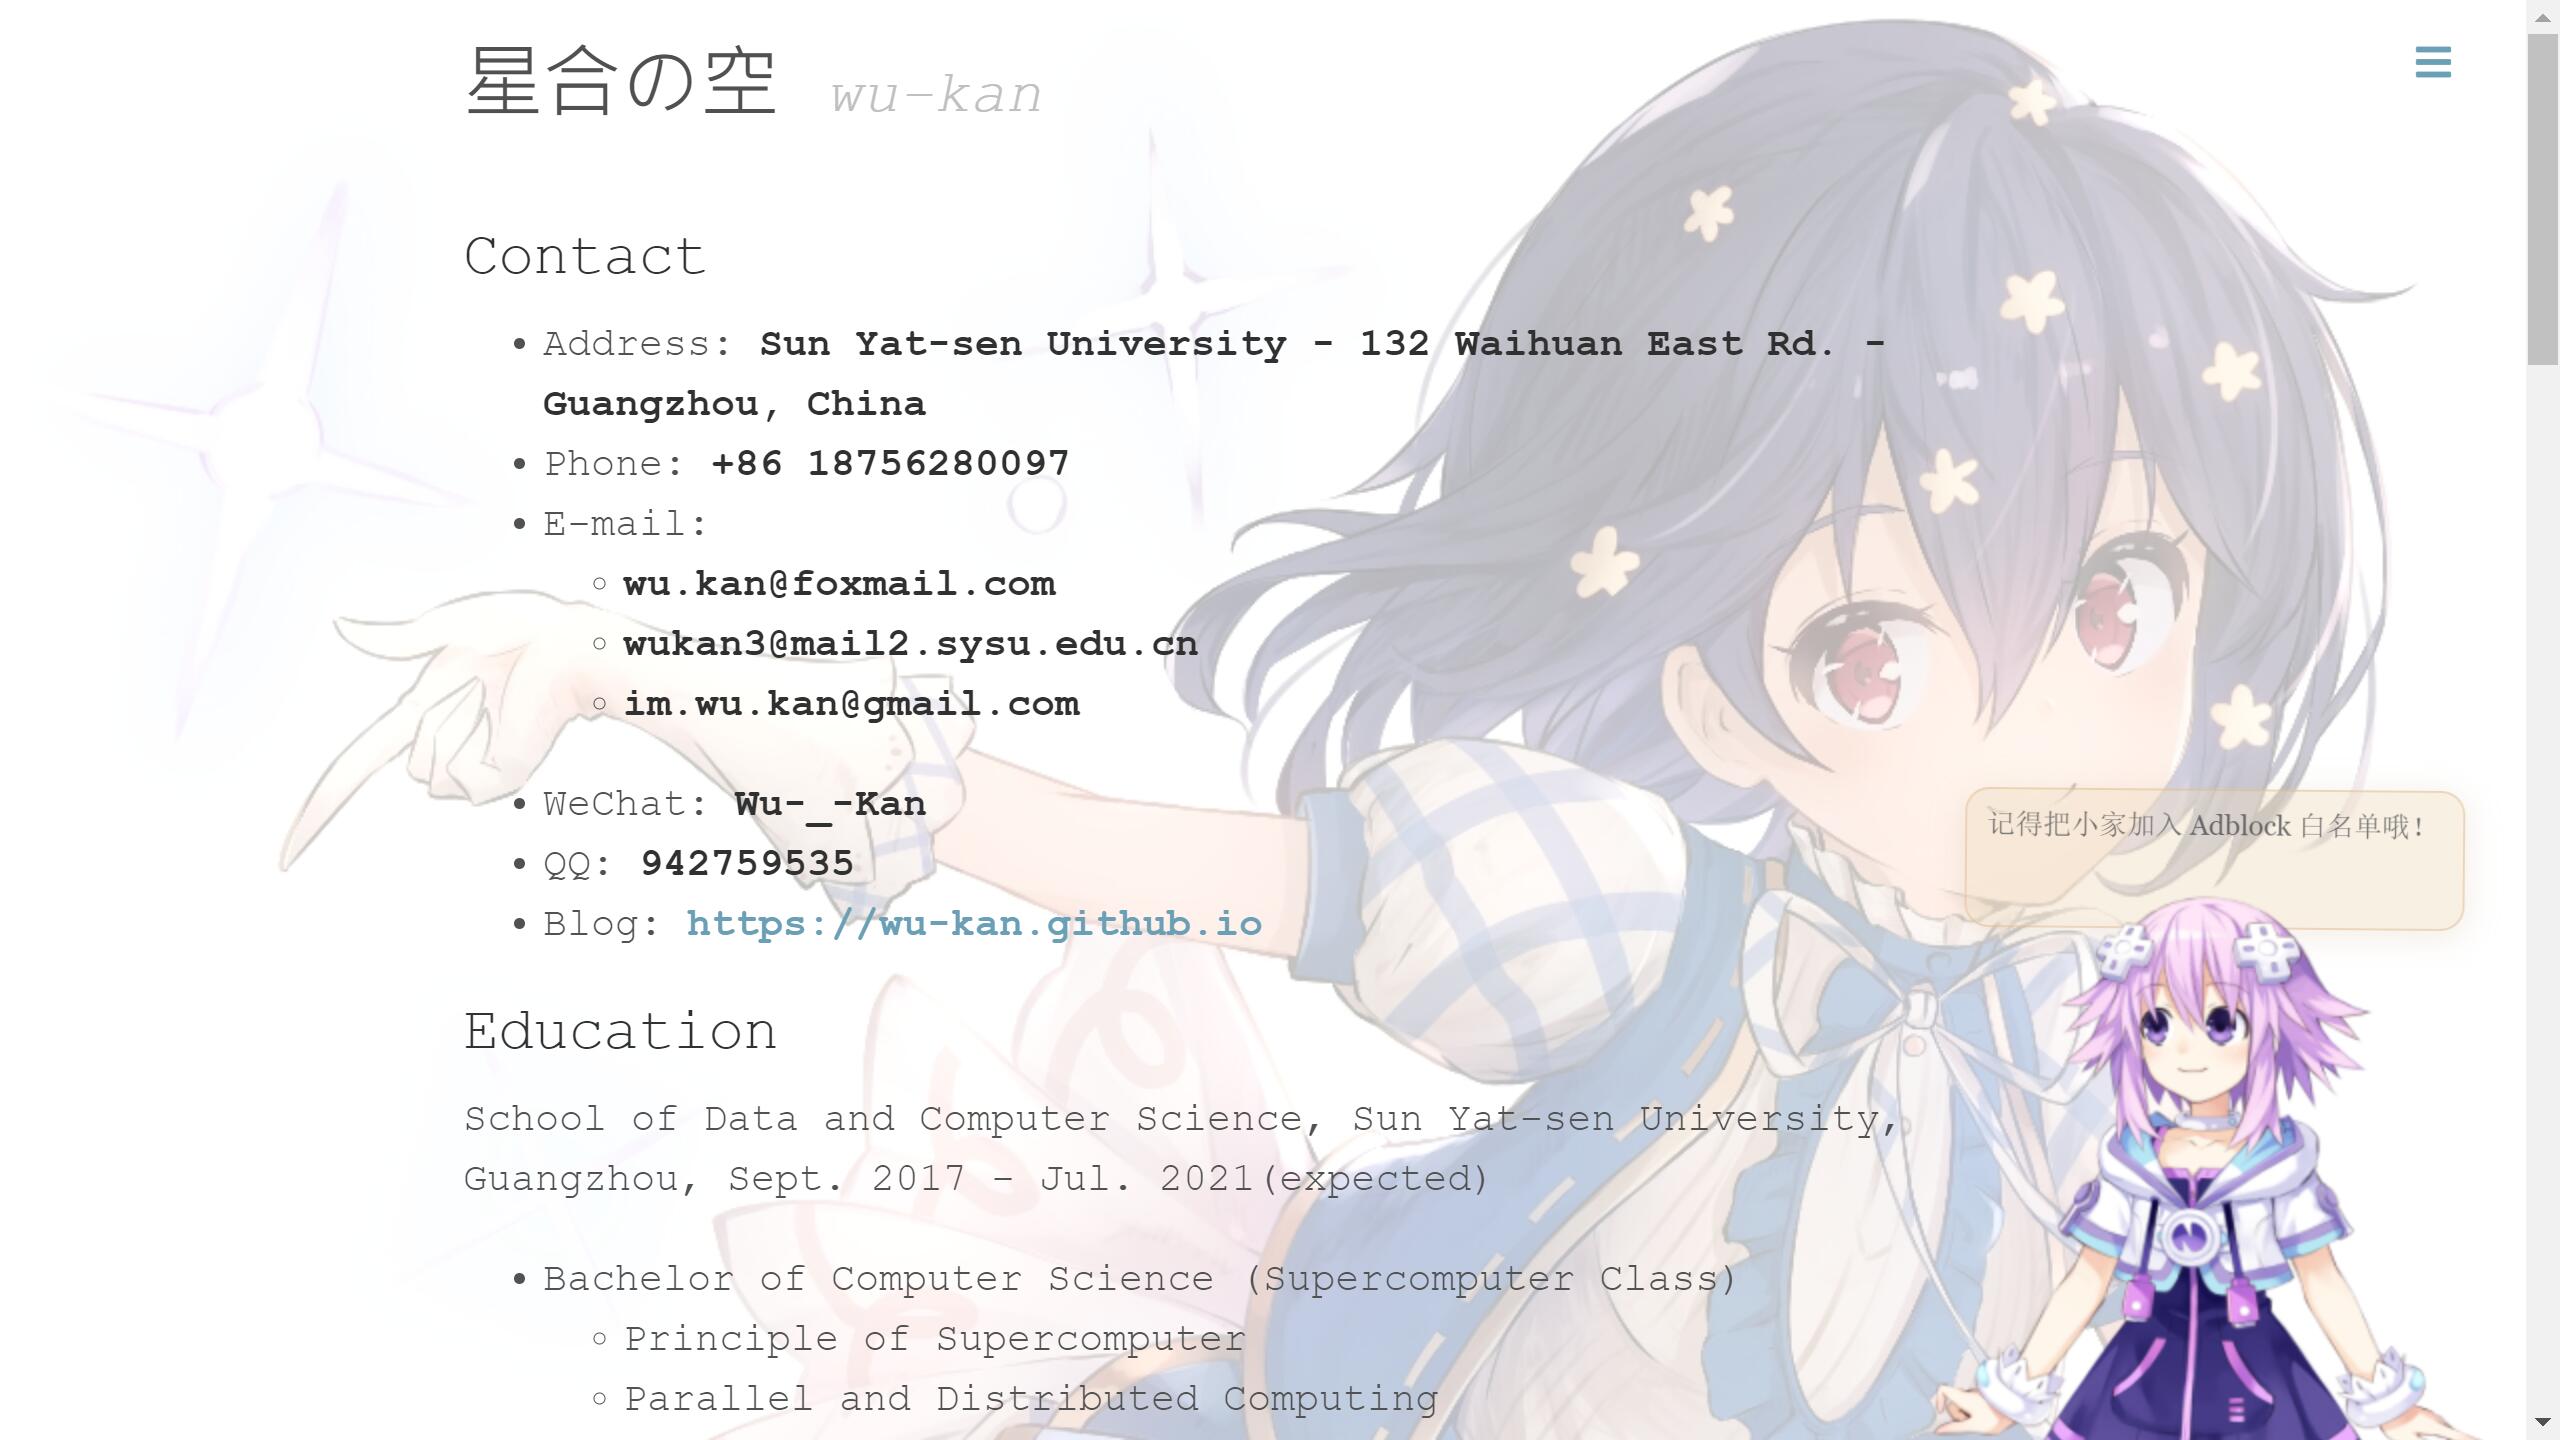 星合の空 wu-kan
Contact
Address: Sun Yat-sen University - 132 Waihuan East Rd. -
Guangzhou, China
Phone: +86 18756280097
E-mail:
wu.kan@foxmail.com
wukan3@mail2.sysu.edu.cn
im.wu.kan@gmail.com
WeChat: Wu-_-Kan
QQ: 942759535
Blog: https://wu-kan.github.io
记得把小家加入 Adblock 白名单哦！
Education
School of Data and Computer Science, Sun Yat-sen University,
Guangzhou, Sept. 2017 - Jul. 2021(expected)
Bachelor of Computer Science (Supercomputer Class)
Principle of Supercomputer
Parallel and Distributed Computing